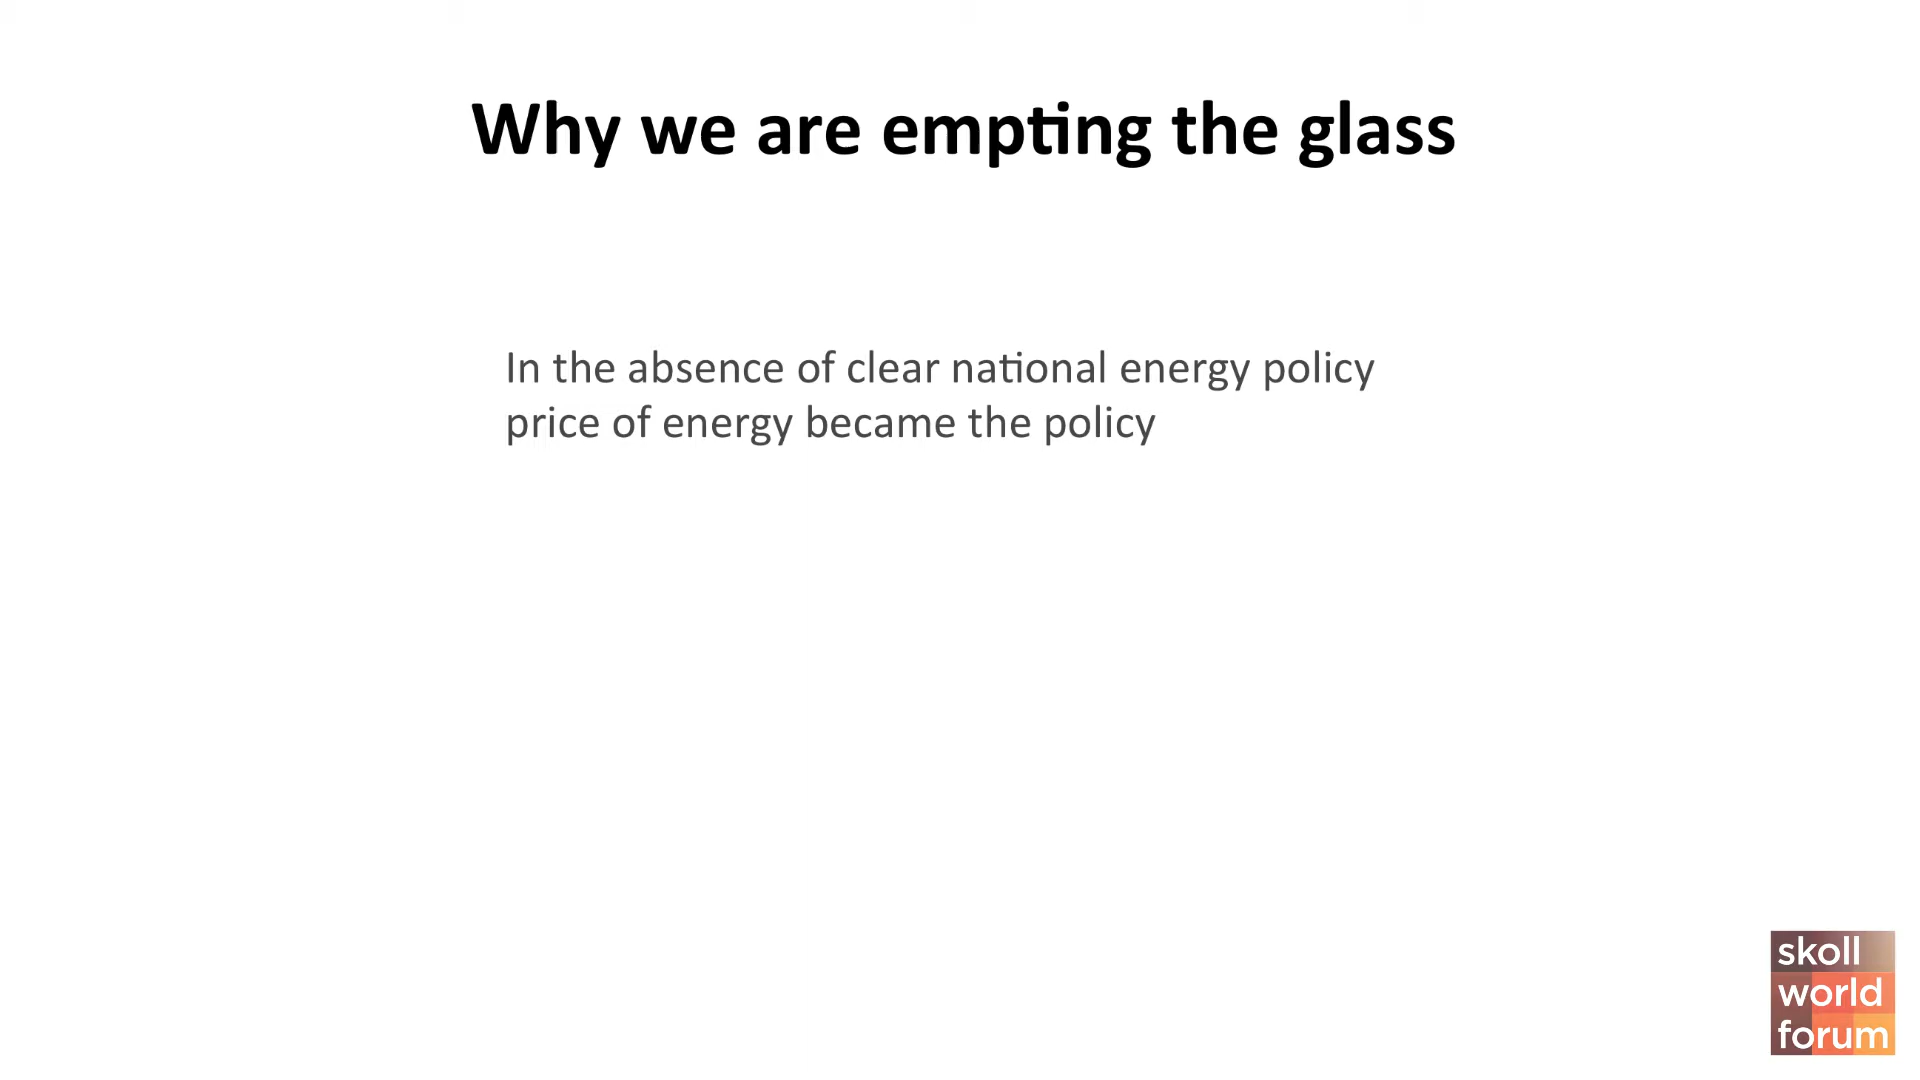 Why we are empting the glass
In the absence of clear national energy policy
price of energy became the policy
skoll
world
forum